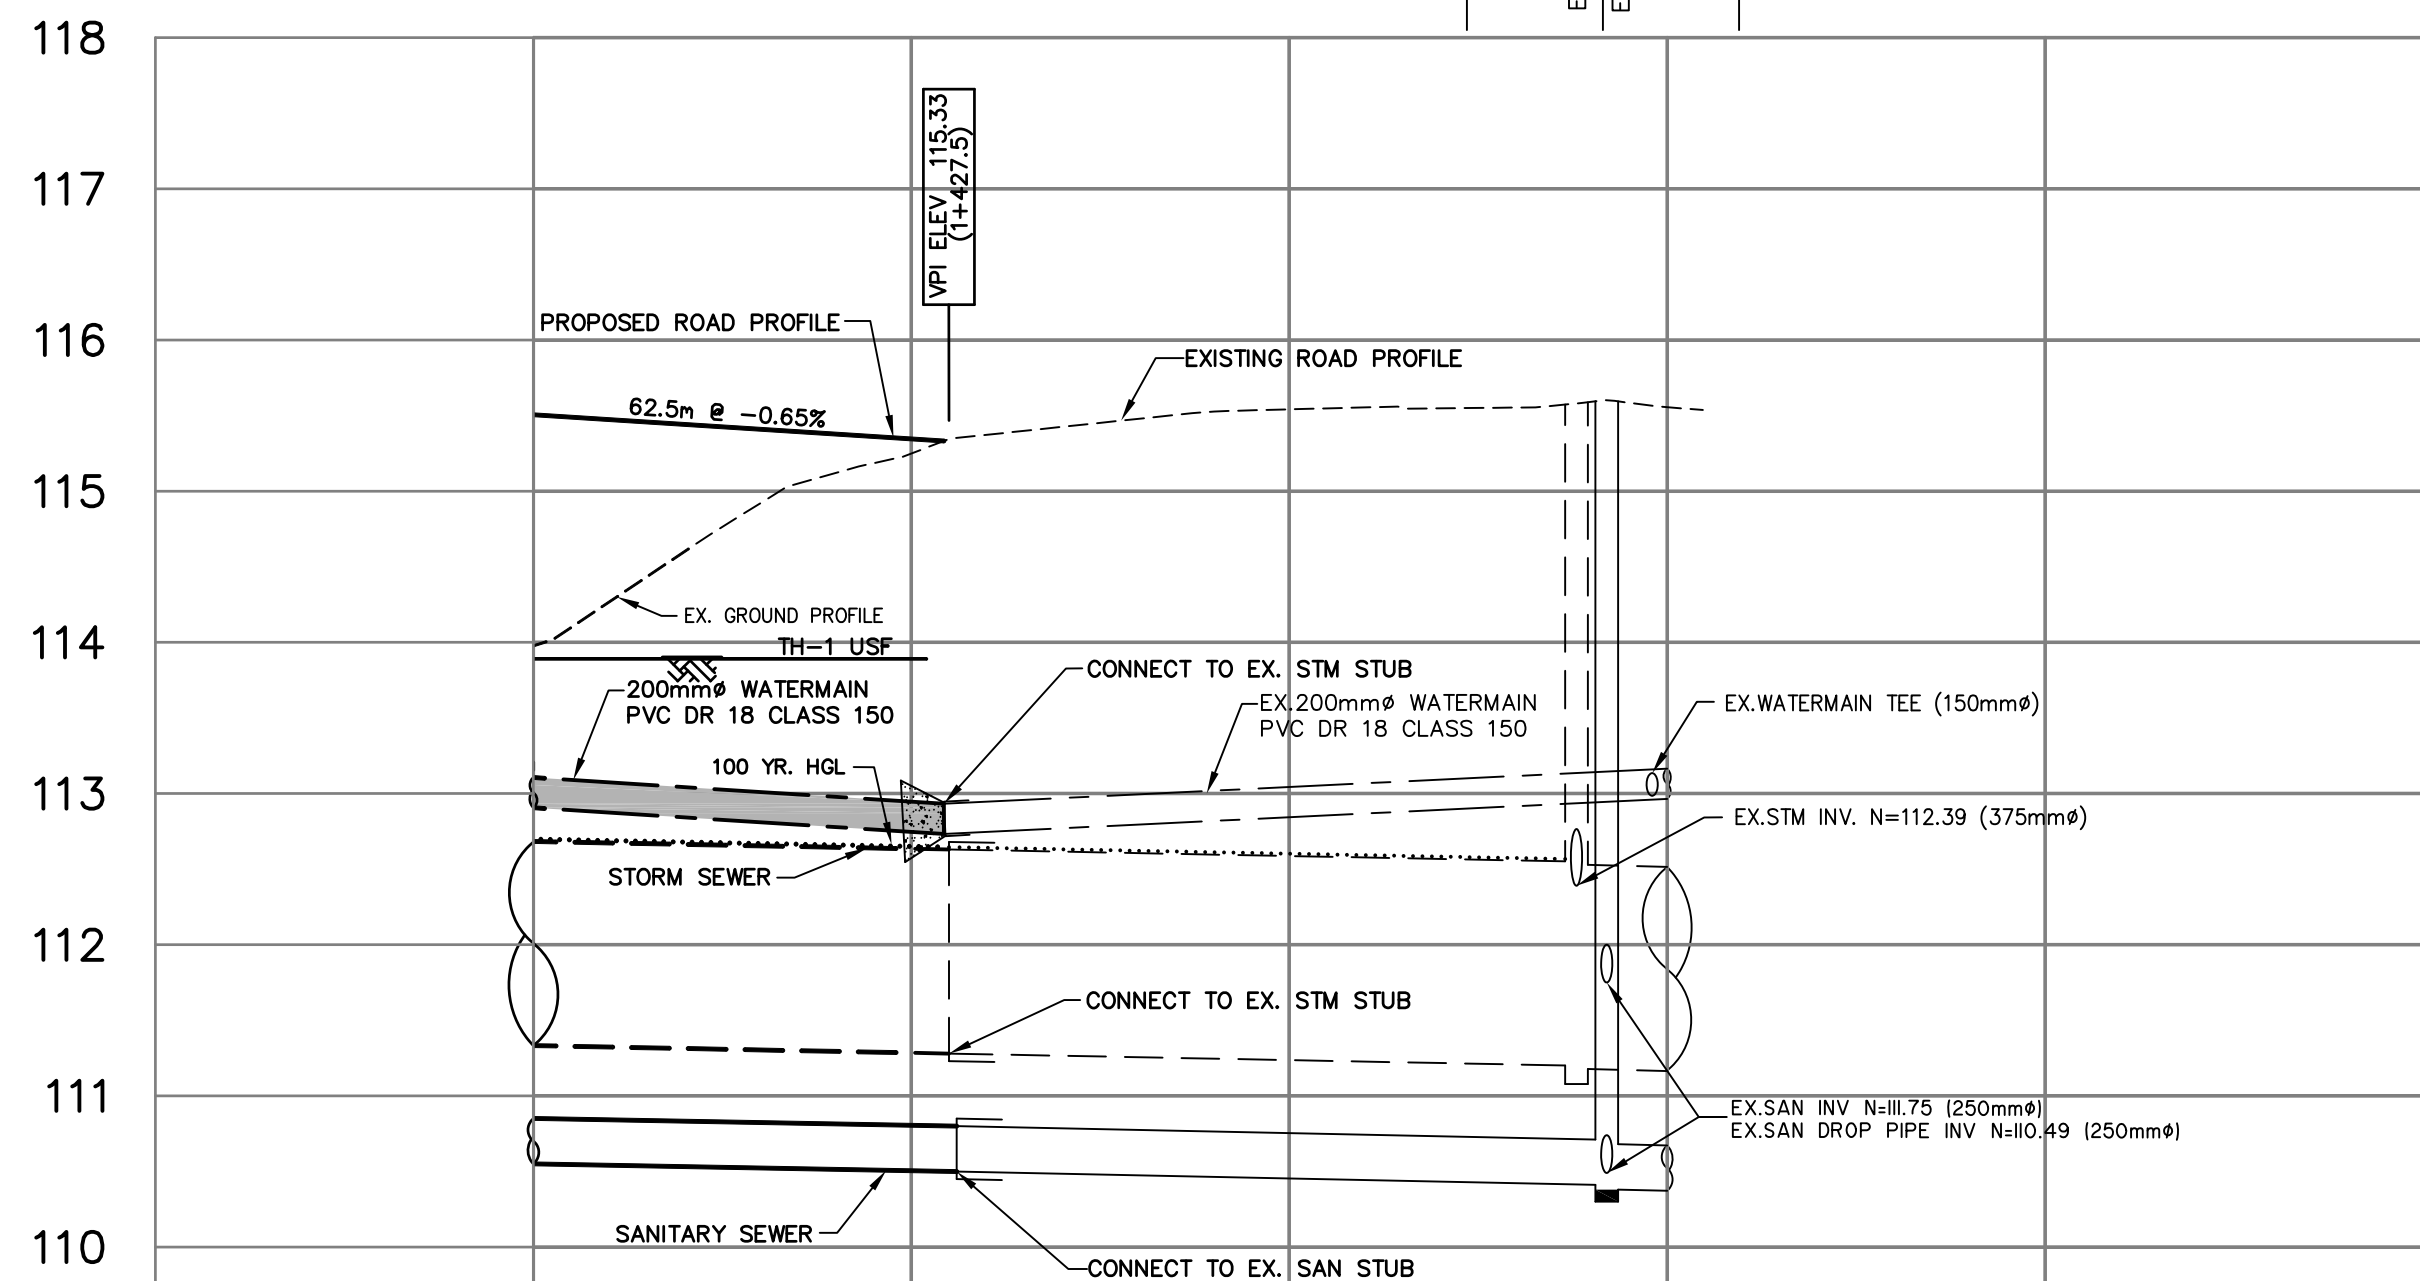 118
117
116
115
114
113
112
111
110
E
E
VPI ELEV 115.33
(1+427.5)
PROPOSED ROAD PROFILE
EXISTING ROAD PROFILE
62.5m @ -0.65%
EX. GROUND PROFILE
TH-1 USF
200mmø WATERMAIN
PVC DR 18 CLASS 150
CONNECT TO EX. STM STUB
EX.200mmø WATERMAIN
PVC DR 18 CLASS 150
EX.WATERMAIN TEE (150mmø)
100 YR. HGL
EX.STM INV. N=112.39 (375mmø)
STORM SEWER
CONNECT TO EX. STM STUB
EX.SAN INV N=111.75 (250mmø)
EX.SAN DROP PIPE INV N=110.49 (250mmø)
SANITARY SEWER
CONNECT TO EX. SAN STUB